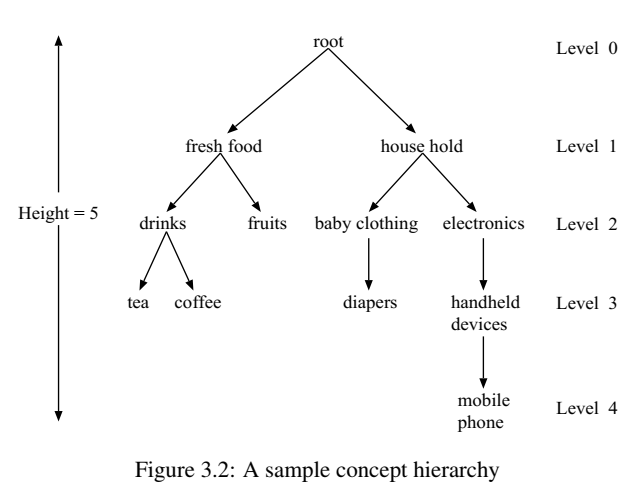 root
Level 0
fresh food
house hold
Level 1
Height = 5
drinks
fruits
baby clothing
electronics
Level 2
tea
coffee
diapers
handheld
devices
Level 3
mobile
phone
Level 4
Figure 3.2: A sample concept hierarchy